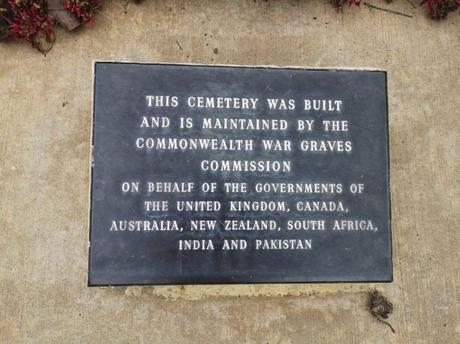 THIS CEMETERY WAS BUILT
AND IS MAINTAINED BY THE
COMMONWEALTH WAR GRAVES
COMMISSION
ON BEHALF OF THE GOVERNMENTS OF
THE UNITED KINGDOM, CANADA,
AUSTRALIA, NEW ZEALAND, SOUTH AFRICA,
INDIA AND PAKISTAN